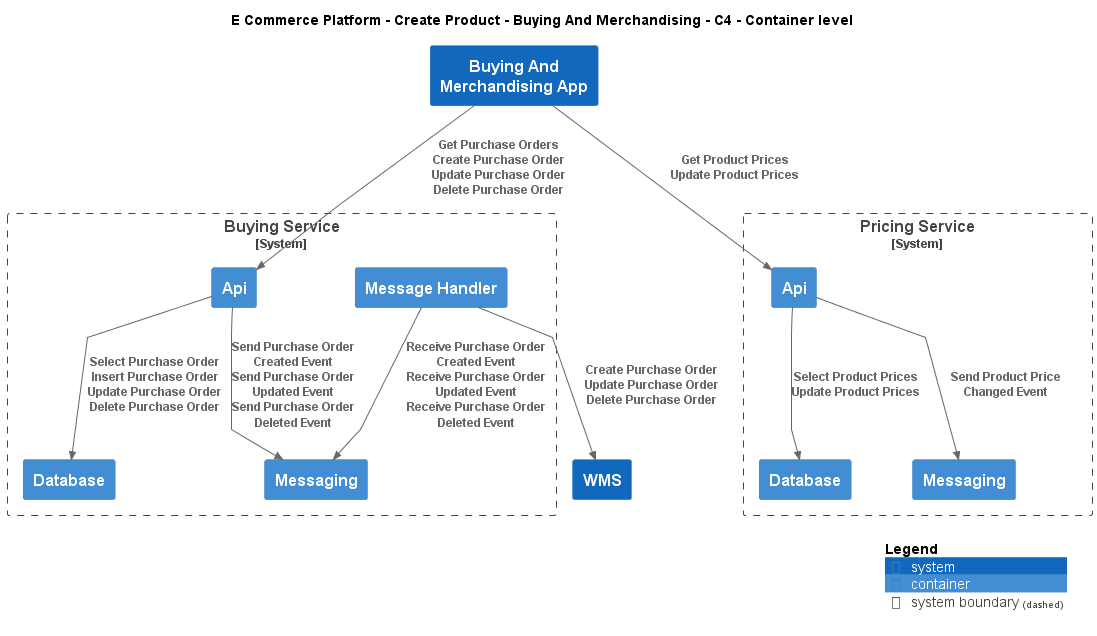 E Commerce Platform - Create Product - Buying And Merchandising - C4 - Container level
Buying And
Merchandising App
Get Purchase Orders
Create Purchase Order
Update Purchase Order
Delete Purchase Order
Get Product Prices
Update Product Prices
Buying Service
[System]
Pricing Service
[System]
Api
Message Handler
Api
Select Purchase Order
Insert Purchase Order
Update Purchase Order
Delete Purchase Order
Send Purchase Order
Created Event
Send Purchase Order
Updated Event
Send Purchase Order
Deleted Event
Receive Purchase Order
Created Event
Receive Purchase Order
Updated Event
Receive Purchase Order
Deleted Event
Create Purchase Order
Update Purchase Order
Delete Purchase Order
Select Product Prices
Update Product Prices
Send Product Price
Changed Event
Database
Messaging
WMS
Database
Messaging
Legend
system
container
system boundary (dashed)